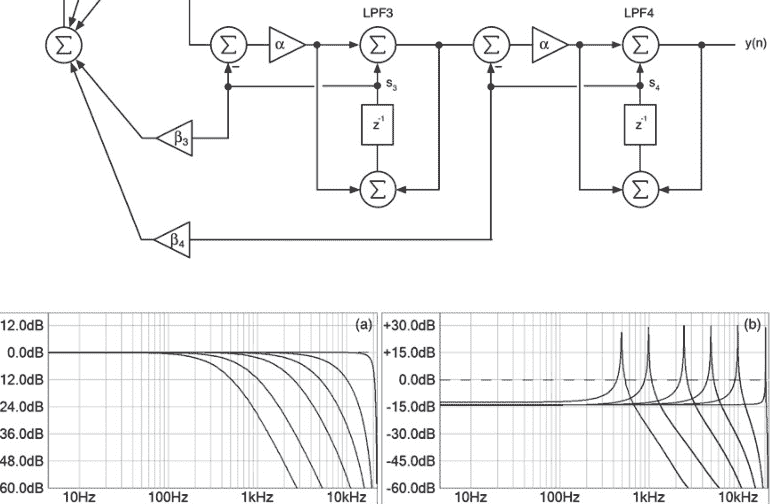 LPF3
LPF4
Σ
Σ
α
Σ
Σ
α
Σ
y(n)
–
–
s3
s4
β3
z-1
z-1
Σ
Σ
β4
12.0dB
0.0dB
12.0dB
24.0dB
36.0dB
48.0dB
60.0dB
(a)
10Hz
100Hz
1kHz
10kHz
+30.0dB
+15.0dB
0.0dB
-15.0dB
-30.0dB
-45.0dB
-60.0dB
(b)
10Hz
100Hz
1kHz
10kHz